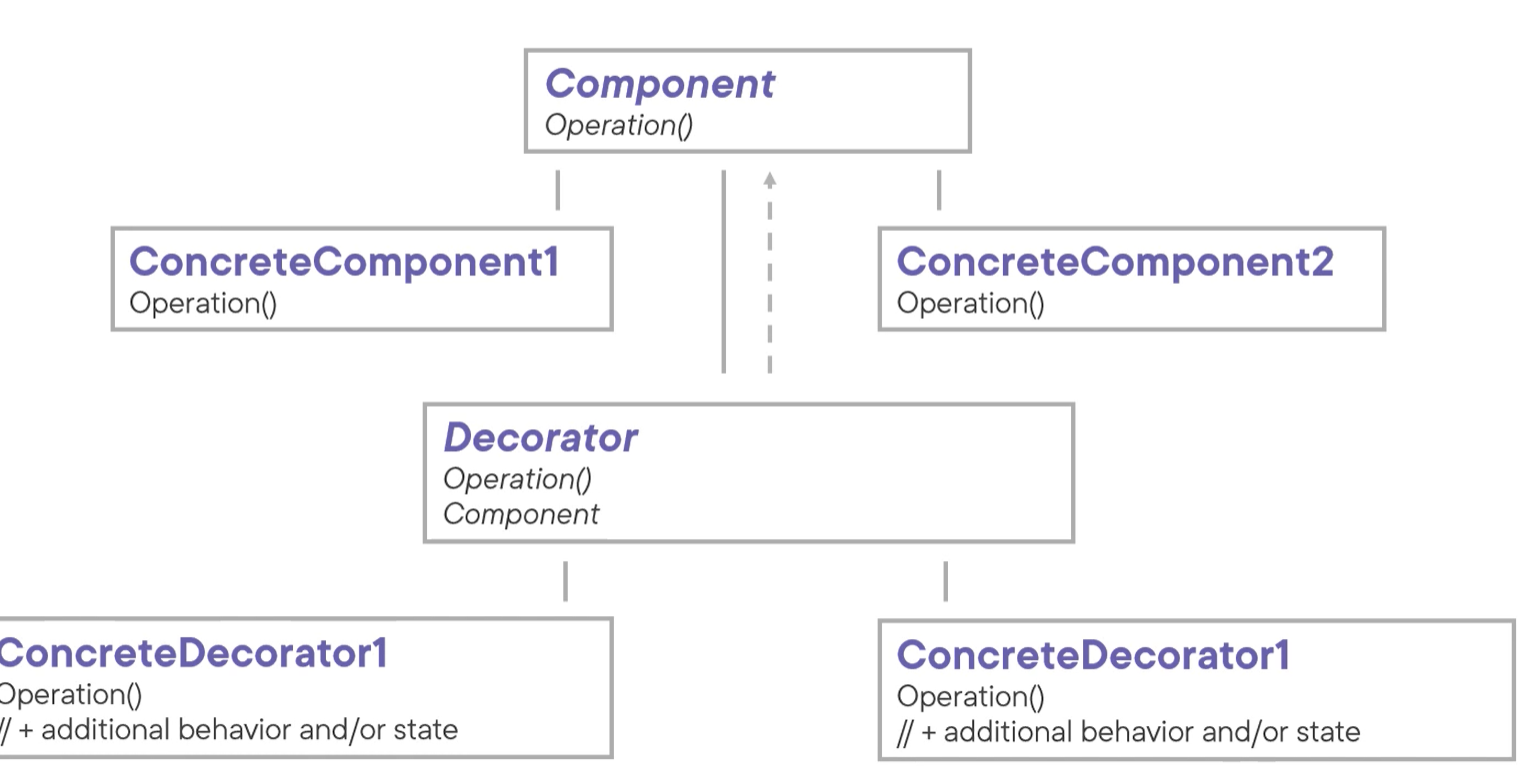 Component
Operation()
ConcreteComponent1
Operation()
ConcreteComponent2
Operation()
Decorator
Operation()
Component
ConcreteDecorator1
Operation()
// + additional behavior and/or state
ConcreteDecorator1
Operation()
// + additional behavior and/or state